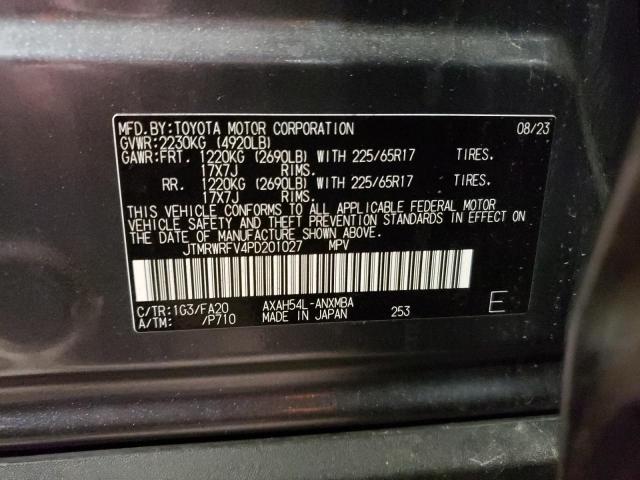 MFD.BY:TOYOTA MOTOR CORPORATION 08/23
GVWR:2230KG (4920LB)
GAWR:FRT. 1220KG (2690LB) WITH 225/65R17 TIRES.
17X7J RIMS.
RR. 1220KG (2690LB) WITH 225/65R17 TIRES.
17X7J RIMS.
THIS VEHICLE CONFORMS TO ALL APPLICABLE FEDERAL MOTOR
VEHICLE SAFETY AND THEFT PREVENTION STANDARDS IN EFFECT ON
THE DATE OF MANUFACTURE SHOWN ABOVE.
JTMRWRFV4PD201027 MPV
C/TR:1G3/FA20 AXAH54L-ANXMBA
A/TM: /P710 MADE IN JAPAN 253 E